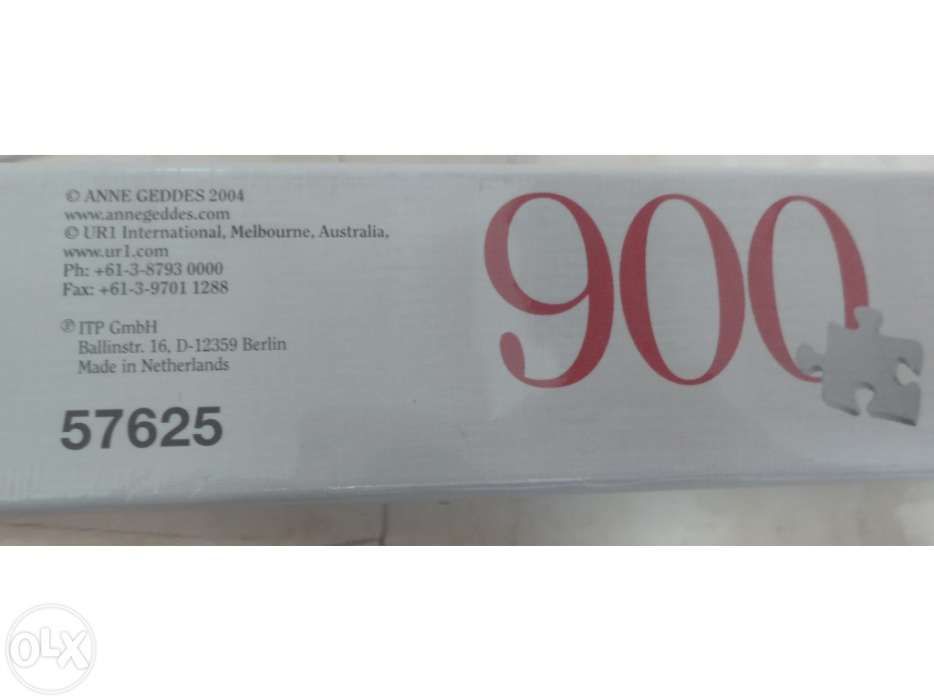 © ANNE GEDDES 2004
www.annegeddes.com
© UR1 International, Melbourne, Australia,
www.ur1.com
Ph: +61-3-8793 0000
Fax: +61-3-9701 1288
℗ ITP GmbH
Ballinstr. 16, D-12359 Berlin
Made in Netherlands
57625
900
OLX